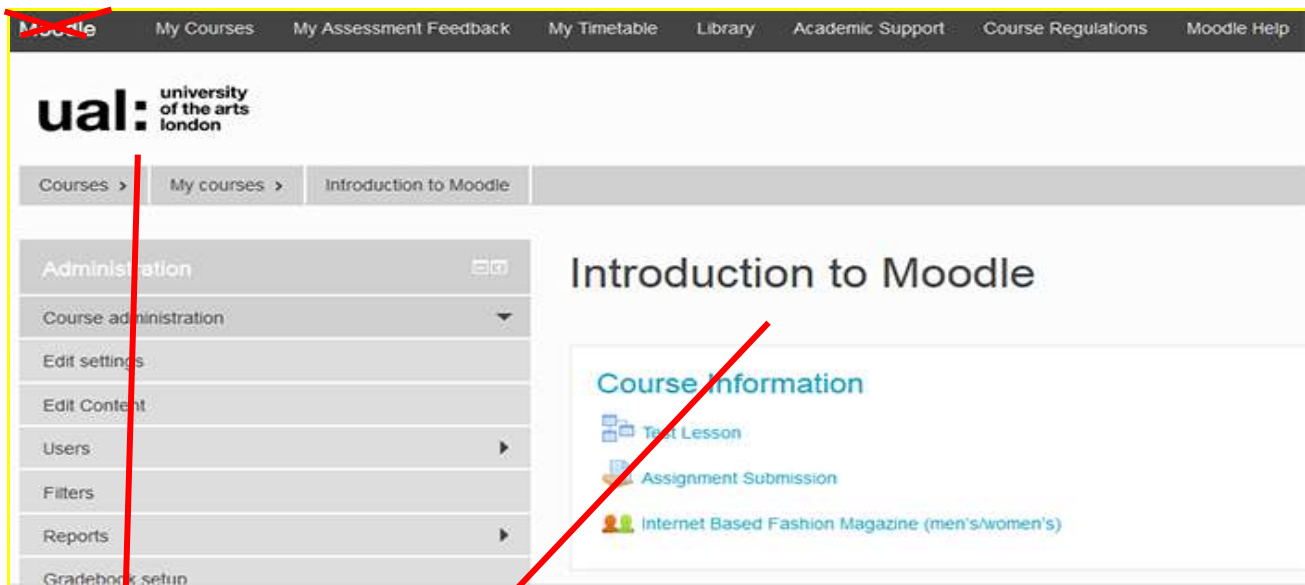 Moodle My Courses My Assessment Feedback My Timetable Library Academic Support Course Regulations Moodle Help
ual: university
of the arts
london
Courses > My courses > Introduction to Moodle
Administration
Course administration
Edit settings
Edit Content
Users
Filters
Reports
Gradebook setup
Introduction to Moodle
Course Information
Test Lesson
Assignment Submission
Internet Based Fashion Magazine (men's/women's)